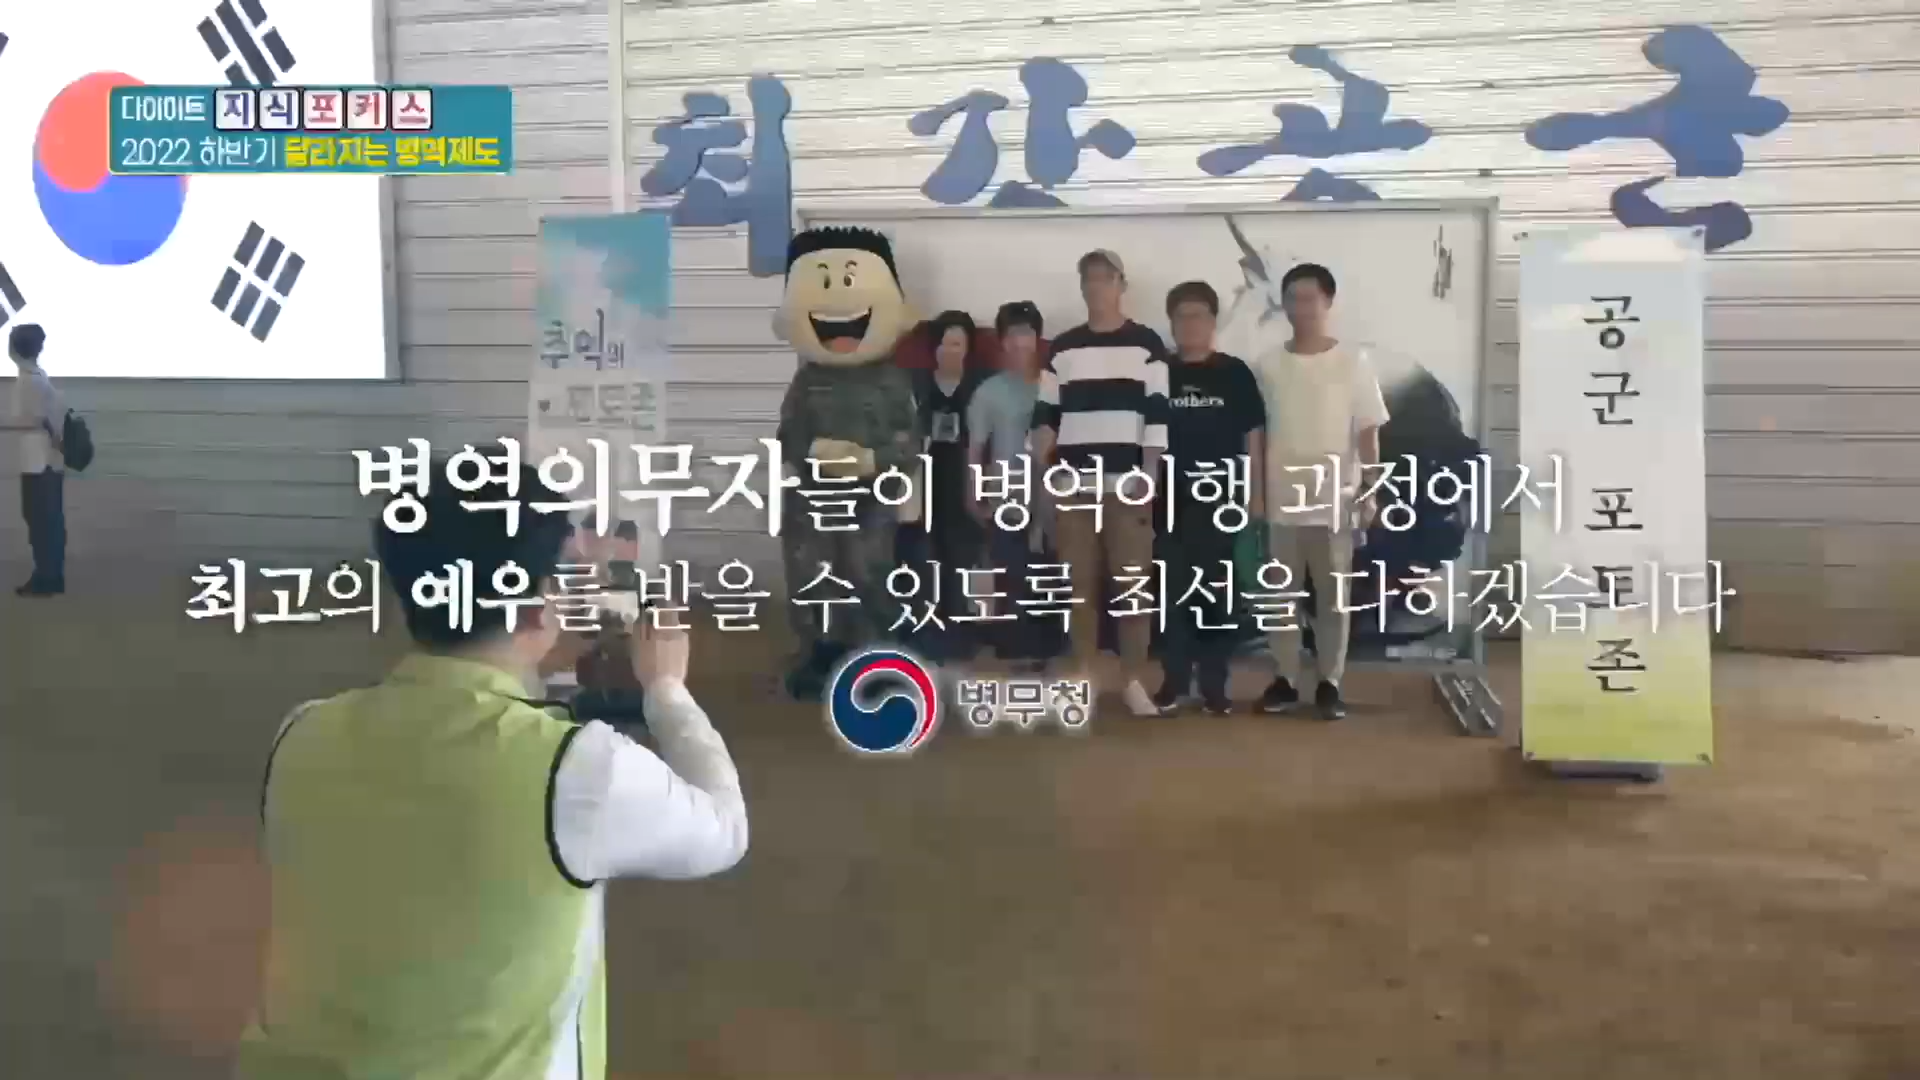 다이이트 지식포커스
2022 하반기 달라지는 병역제도
최강공군
추억의
포토존
공군 포토존
rothers
병역의무자들이 병역이행 과정에서
최고의 예우를 받을 수 있도록 최선을 다하겠습니다
병무청